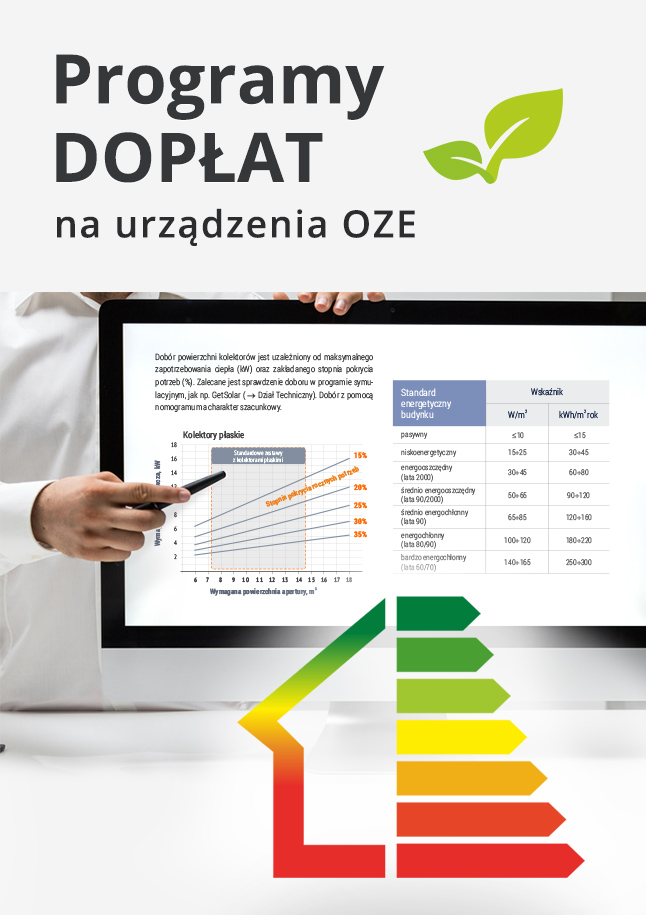 Programy
DOPŁAT
na urządzenia OZE
Dobór powierzchni kolektorów jest uzależniony od maksymalnego
zapotrzebowania ciepła (kW) oraz zakładanego stopnia pokrycia
potrzeb (%). Zalecane jest sprawdzenie doboru w programie symu-
lacyjnym, jak np. GetSolar (→ Dział Techniczny). Dobór z pomocą
nomogramu ma charakter szacunkowy.
Kolektory płaskie
Standardowe zestawy
z kolektorami płaskimi
Stopnie pokrycia rocznych potrzeb
15%
20%
25%
30%
35%
18
16
14
8
6
4
2
6 7 8 9 10 11 12 13 14 15 16 17 18
Wymagana powierzchnia apertury, m²
Standard
energetyczny
budynku
Wskaźnik
W/m² kWh/m² rok
pasywny ≤10 ≤15
niskoenergetyczny 15÷25 30÷45
energooszczędny
(lata 2000) 30÷45 60÷80
średnio energooszczędny
(lata 90/2000) 50÷65 90÷120
średnio energochłonny
(lata 90) 65÷85 120÷160
energochłonny
(lata 80/90) 100÷120 180÷220
bardzo energochłonny
(lata 60/70) 140÷165 250÷300